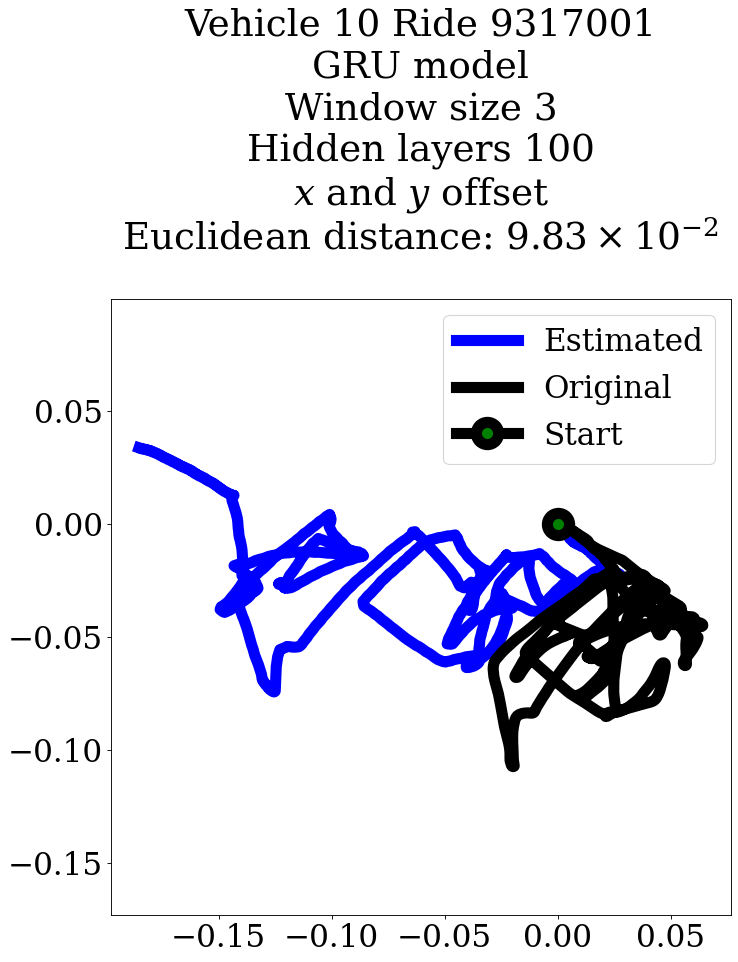 Vehicle 10 Ride 9317001
GRU model
Window size 3
Hidden layers 100
x and y offset
Euclidean distance: 9.83 × 10⁻²
Estimated
Original
Start
0.05
0.00
−0.05
−0.10
−0.15
−0.15 −0.10 −0.05 0.00 0.05